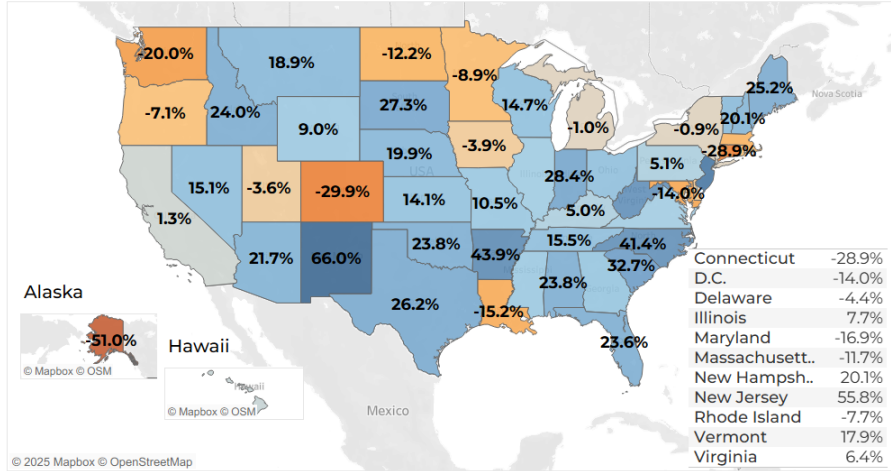 -20.0%
18.9%
-12.2%
-8.9%
25.2%
Nova Scotia
-7.1%
24.0%
27.3%
14.7%
20.1%
9.0%
-1.0%
-0.9%
-3.9%
-28.9%
19.9%
USA
5.1%
15.1%
-3.6%
-29.9%
28.4%
Ohio
-14.0%
14.1%
10.5%
5.0%
1.3%
15.5%
41.4%
21.7%
66.0%
23.8%
43.9%
32.7%
23.8%
26.2%
-15.2%
23.6%
Alaska
-51.0%
© Mapbox © OSM
Hawaii
Hawaii
© Mapbox © OSM
Mexico
Connecticut -28.9%
D.C. -14.0%
Delaware -4.4%
Illinois 7.7%
Maryland -16.9%
Massachusett.. -11.7%
New Hampsh.. 20.1%
New Jersey 55.8%
Rhode Island -7.7%
Vermont 17.9%
Virginia 6.4%
© 2025 Mapbox © OpenStreetMap